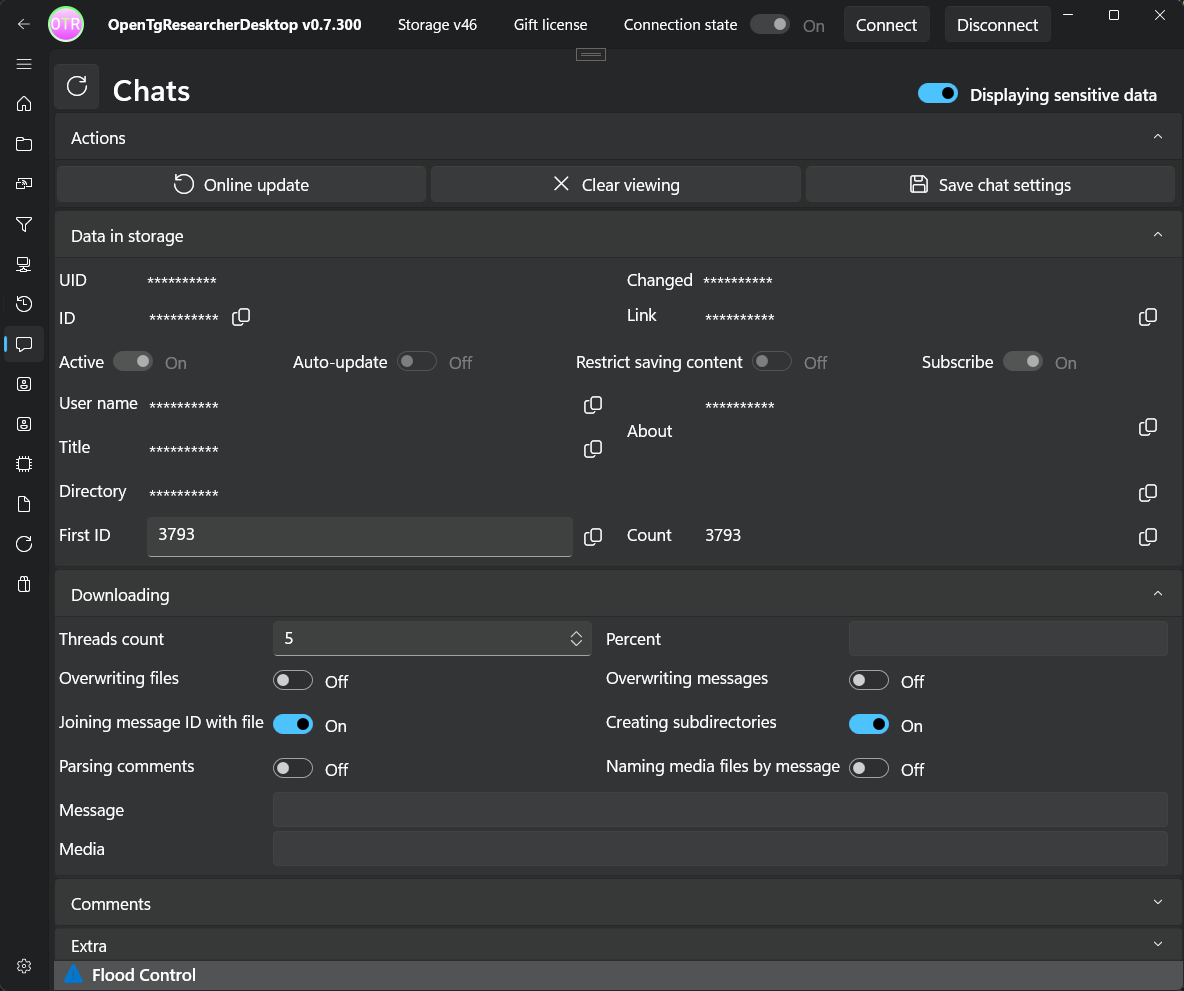 OTR OpenTgResearcherDesktop v0.7.300 Storage v46 Gift license Connection state On Connect Disconnect
Chats Displaying sensitive data
Actions
Online update Clear viewing Save chat settings
Data in storage
UID ********** Changed **********
ID ********** Link **********
Active On Auto-update Off Restrict saving content Off Subscribe On
User name ********** **********
About
Title **********
Directory **********
First ID 3793 Count 3793
Downloading
Threads count 5 Percent
Overwriting files Off Overwriting messages Off
Joining message ID with file On Creating subdirectories On
Parsing comments Off Naming media files by message Off
Message
Media
Comments
Extra
Flood Control